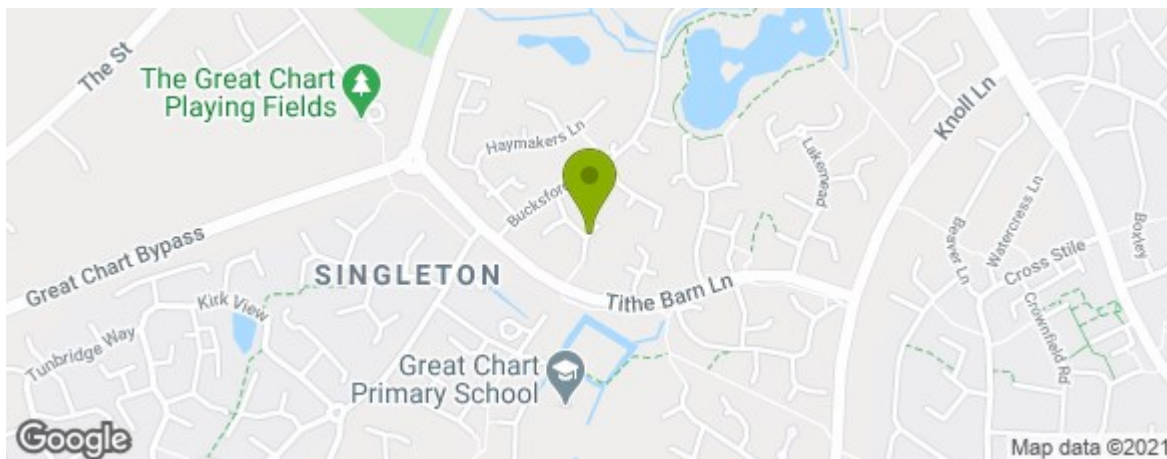 The St
The Great Chart
Playing Fields
Haymakers Ln
Bucksford
Great Chart Bypass
SINGLETON
Kirk View
Tunbridge Way
Tithe Barn Ln
Great Chart
Primary School
Lakemead
Knoll Ln
Beaver Ln
Watercress Ln
Cross Stile
Crownfield Rd
Boxley
Google
Map data ©2021